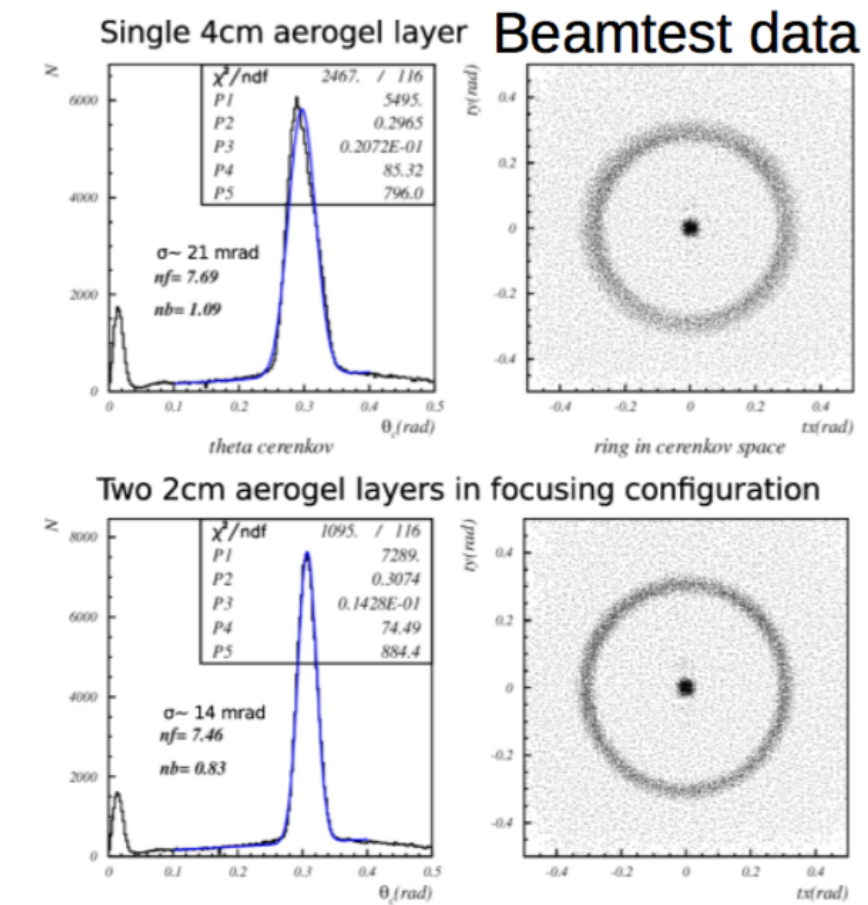 Single 4cm aerogel layer
Beamtest data
N
6000
4000
2000
0
χ²/ndf 2467. / 116
P1 5495.
P2 0.2965
P3 0.2072E-01
P4 85.32
P5 796.0
σ~ 21 mrad
nf= 7.69
nb= 1.09
0 0.1 0.2 0.3 0.4 0.5
θc(rad)
theta cerenkov
ty(rad)
0.4
0.2
0
-0.2
-0.4
-0.4 -0.2 0 0.2 0.4
tx(rad)
ring in cerenkov space
Two 2cm aerogel layers in focusing configuration
N
8000
6000
4000
2000
0
χ²/ndf 1095. / 116
P1 7289.
P2 0.3074
P3 0.1428E-01
P4 74.49
P5 884.4
σ~ 14 mrad
nf= 7.46
nb= 0.83
0 0.1 0.2 0.3 0.4 0.5
θc(rad)
ty(rad)
0.4
0.2
0
-0.2
-0.4
-0.4 -0.2 0 0.2 0.4
tx(rad)